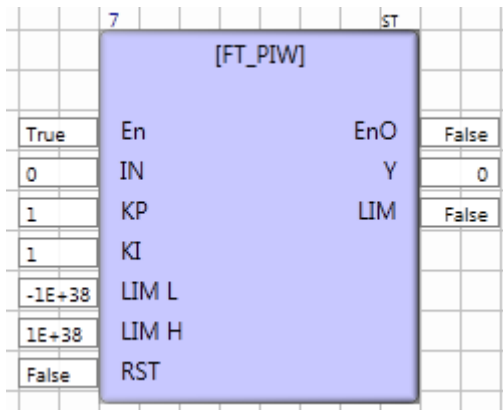 7 ST
[FT_PIW]
True En EnO False
0 IN Y 0
1 KP LIM False
1 KI
-1E+38 LIM L
1E+38 LIM H
False RST